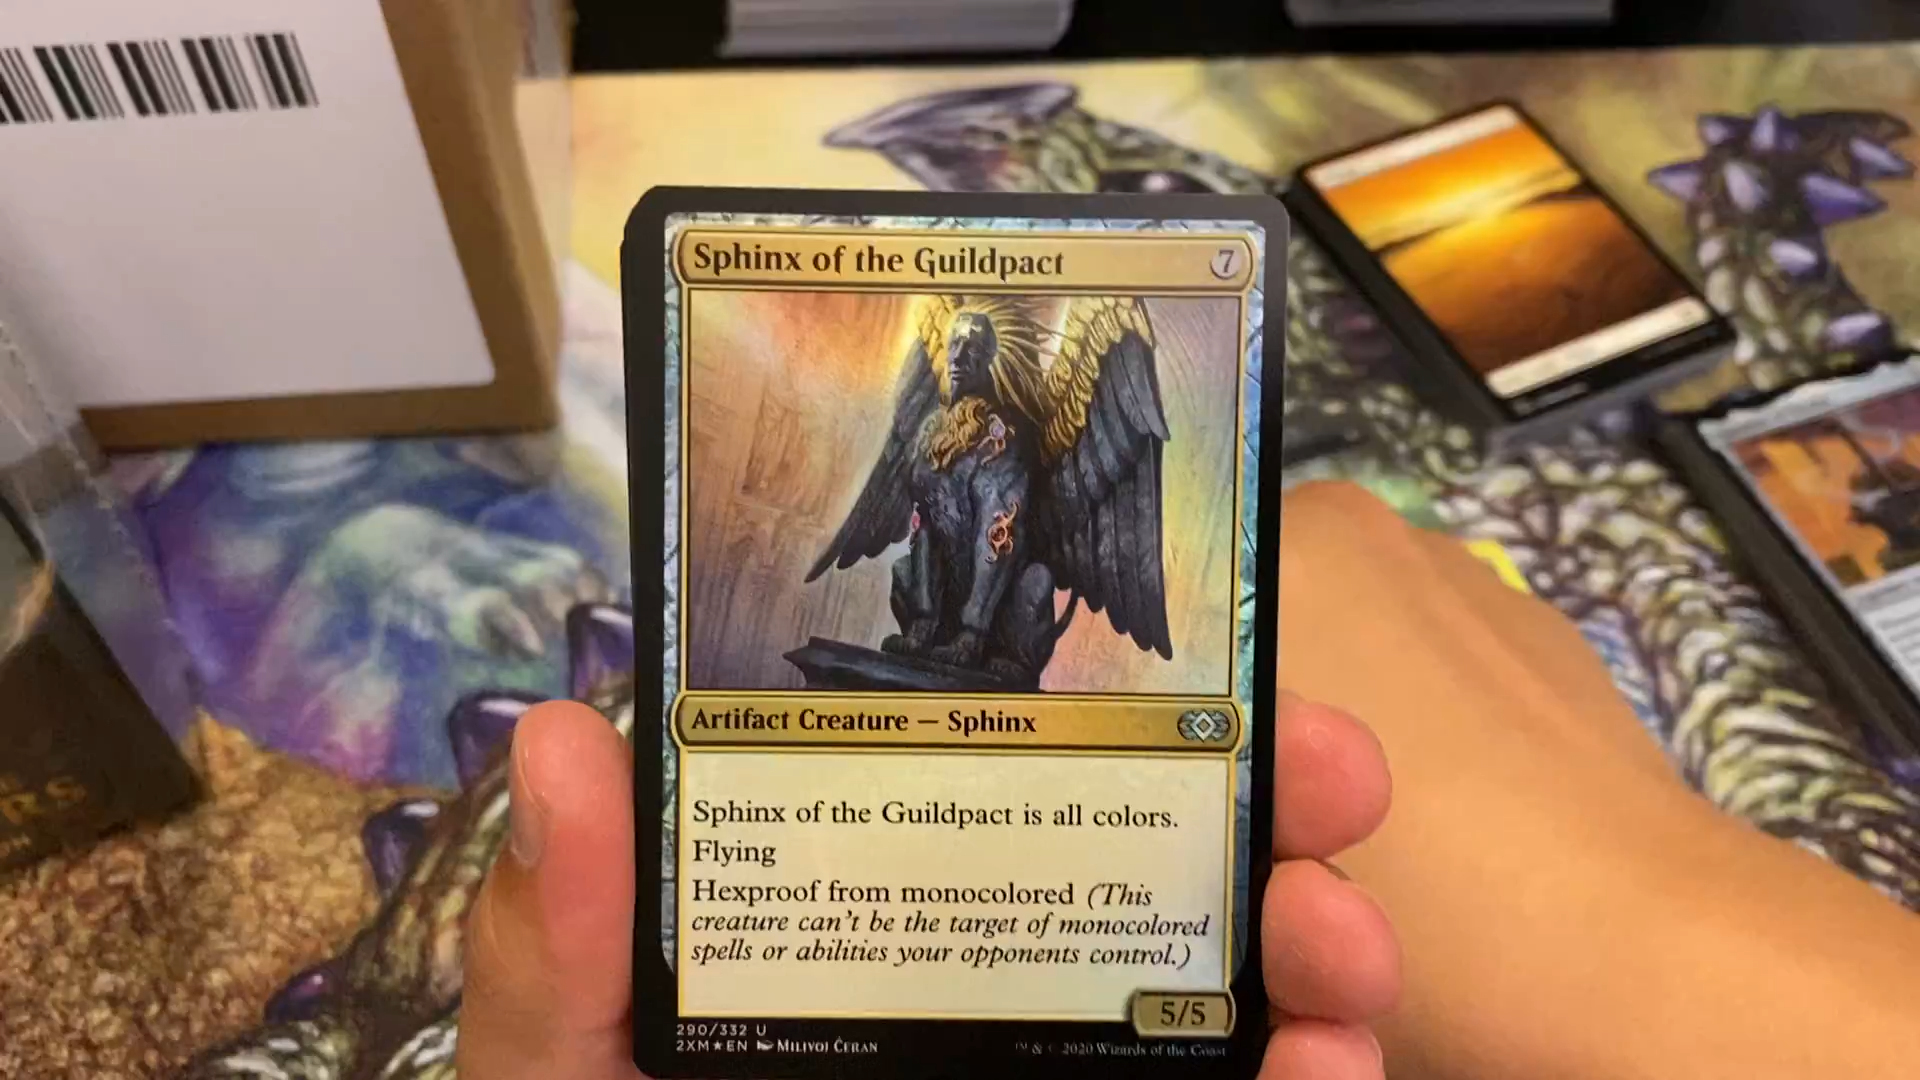 Sphinx of the Guildpact 7
Artifact Creature — Sphinx
Sphinx of the Guildpact is all colors.
Flying
Hexproof from monocolored (This
creature can't be the target of monocolored
spells or abilities your opponents control.)
5/5
290/332 U
2XM★EN Milivoj Ćeran
™ & © 2020 Wizards of the Coast